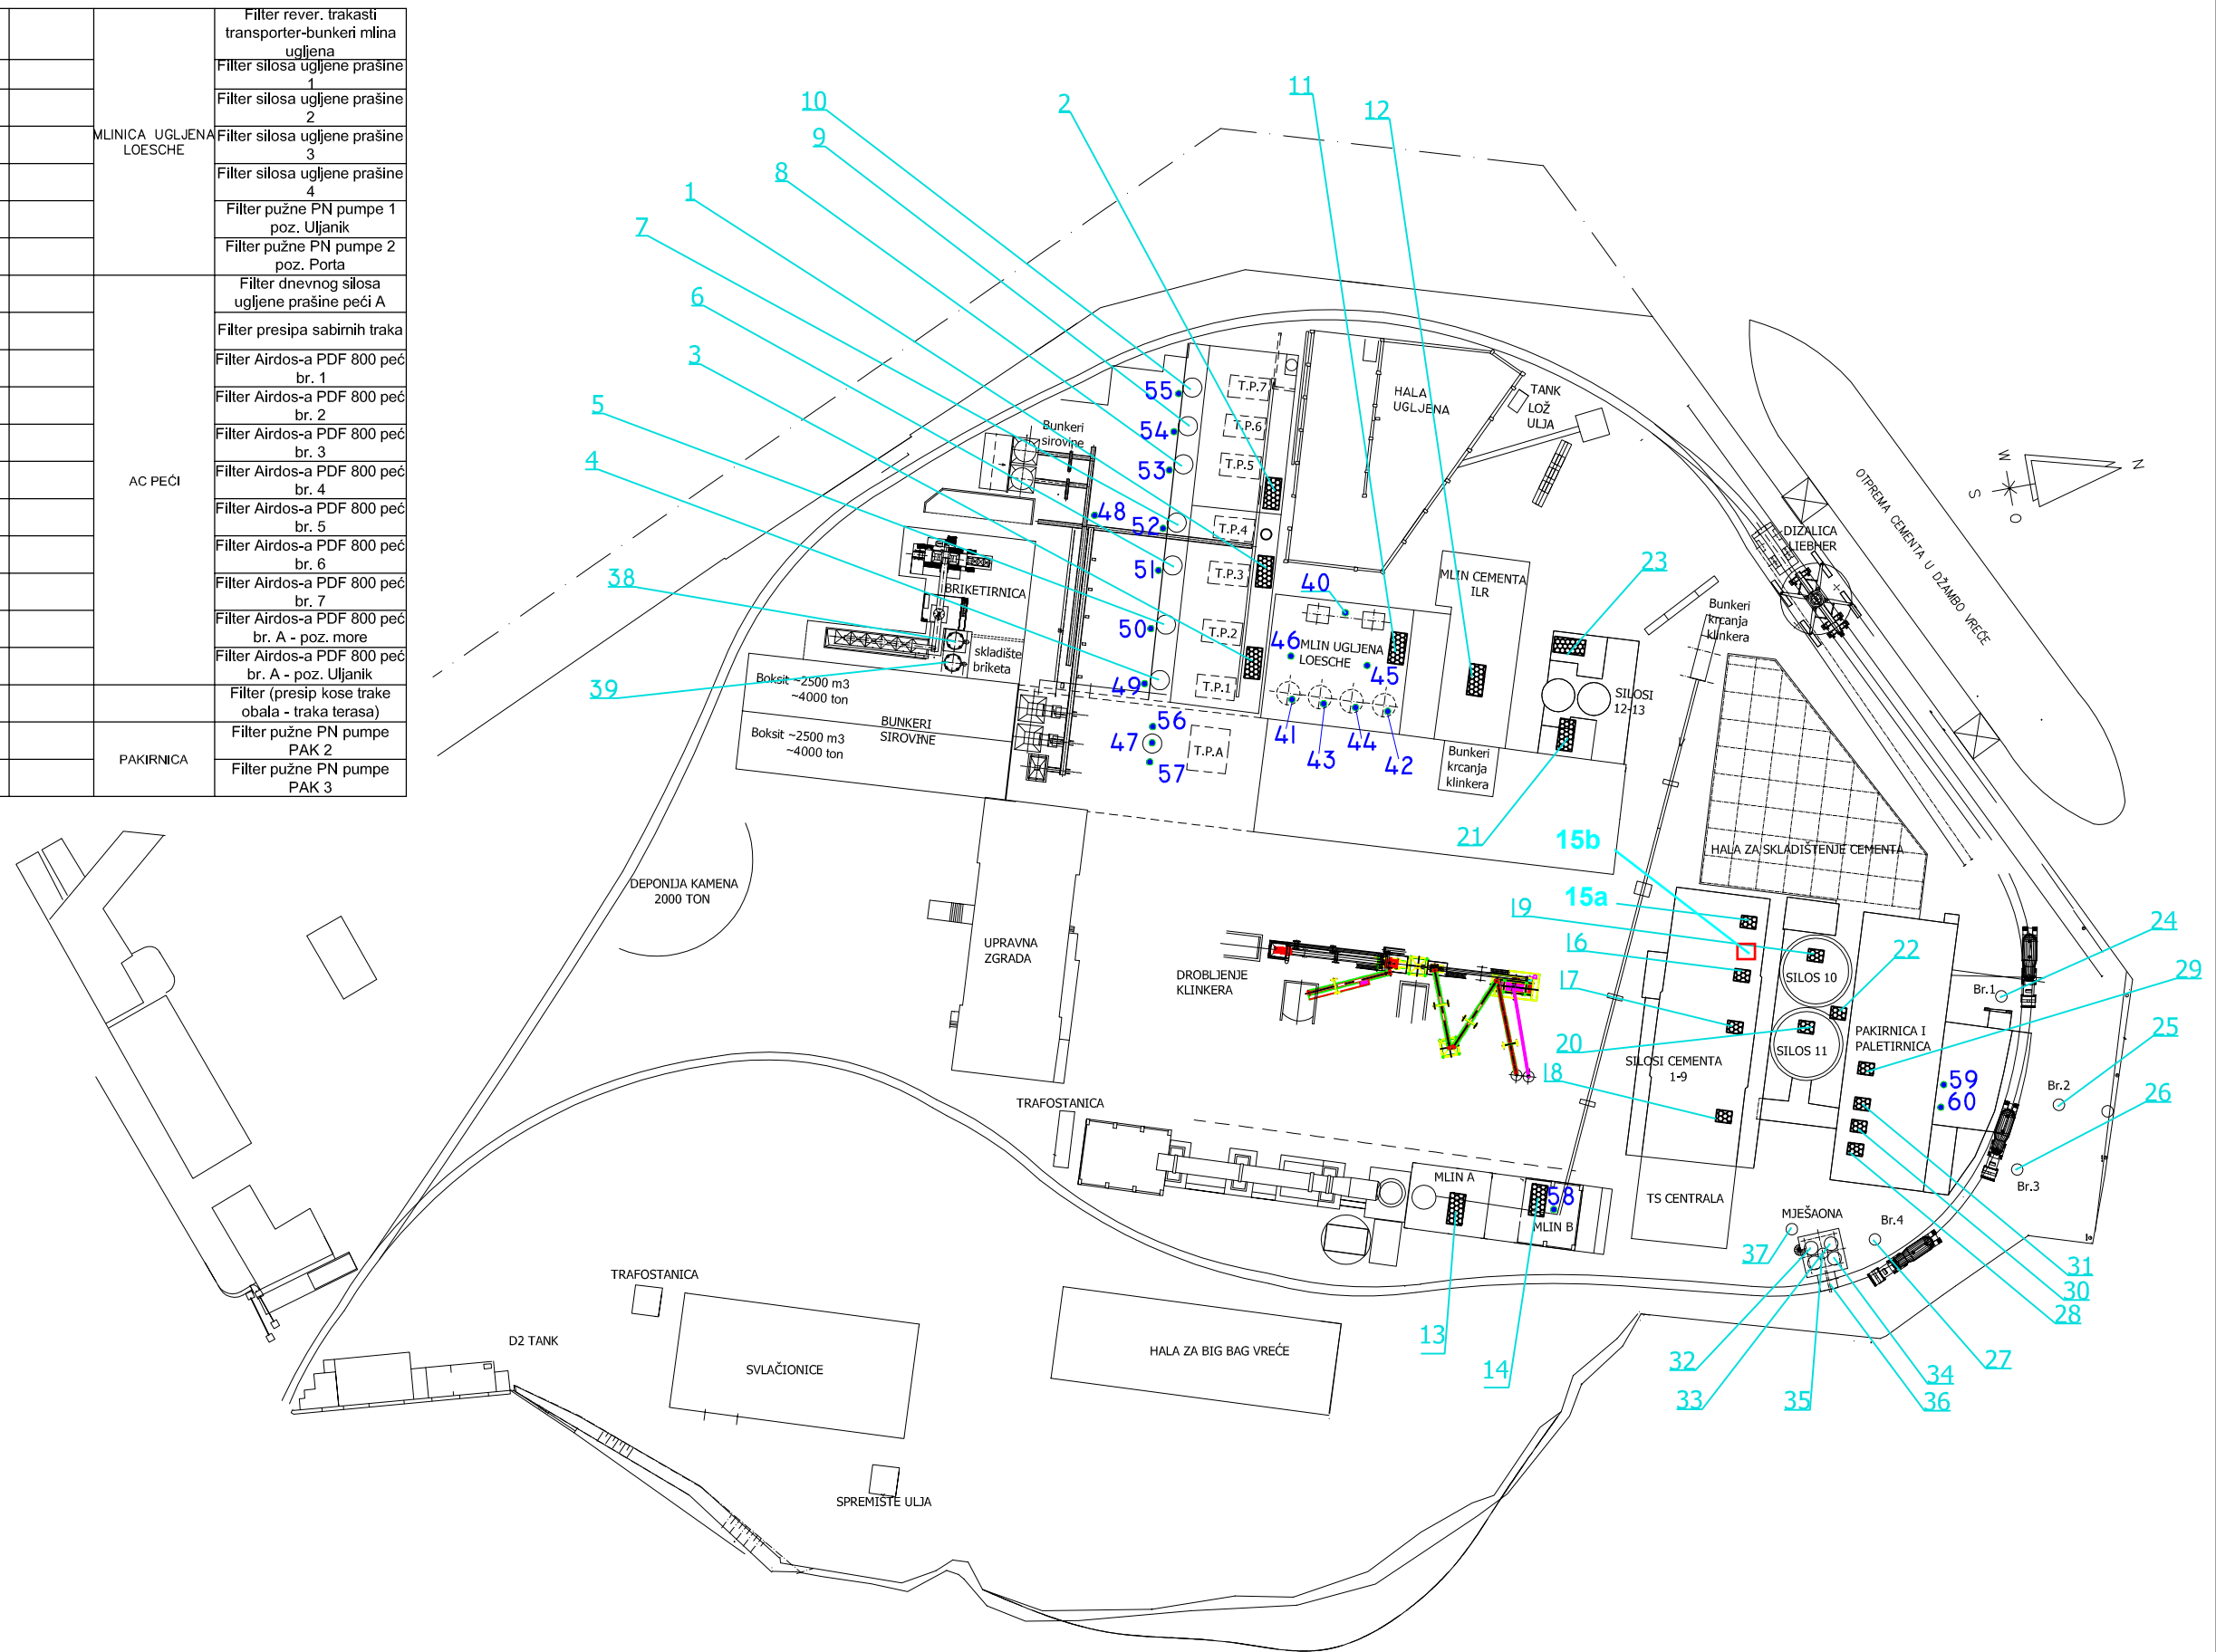 Filter rever. trakasti
transporter-bunkeri mlina
ugljena
Filter silosa ugljene prašine
1
Filter silosa ugljene prašine
2
MLINICA UGLJENA
LOESCHE
Filter silosa ugljene prašine
3
Filter silosa ugljene prašine
4
Filter pužne PN pumpe 1
poz. Uljanik
Filter pužne PN pumpe 2
poz. Porta
Filter dnevnog silosa
ugljene prašine peći A
Filter presipa sabirnih traka
Filter Airdos-a PDF 800 peć
br. 1
Filter Airdos-a PDF 800 peć
br. 2
Filter Airdos-a PDF 800 peć
br. 3
Filter Airdos-a PDF 800 peć
br. 4
AC PEĆI
Filter Airdos-a PDF 800 peć
br. 5
Filter Airdos-a PDF 800 peć
br. 6
Filter Airdos-a PDF 800 peć
br. 7
Filter Airdos-a PDF 800 peć
br. A - poz. more
Filter Airdos-a PDF 800 peć
br. A - poz. Uljanik
Filter (presip kose trake
obala - traka terasa)
PAKIRNICA
Filter pužne PN pumpe
PAK 2
Filter pužne PN pumpe
PAK 3
11
10
2
12
9
8
1
7
6
3
5
4
38
39
55
54
53
48
52
51
50
49
56
47
57
T.P.7
T.P.6
T.P.5
T.P.4
T.P.3
T.P.2
T.P.1
T.P.A
Bunkeri
sirovine
BRIKETIRNICA
skladište
briketa
Boksit ~2500 m3
~4000 ton
Boksit ~2500 m3
~4000 ton
BUNKERI
SIROVINE
HALA
UGLJENA
TANK
LOŽ
ULJA
40
46
MLIN UGLJENA
LOESCHE
45
41
43
44
42
MLIN CEMENTA
ILR
23
SILOSI
12-13
Bunkeri
krcanja
klinkera
Bunkeri
krcanja
klinkera
21
DIZALICA
LIEBHER
OTPREMA CEMENTA U DŽAMBO VREĆE
N
W
S
O
15b
15a
19
16
17
20
18
HALA ZA SKLADIŠTENJE CEMENTA
SILOS 10
SILOS 11
22
SILOSI CEMENTA
1-9
PAKIRNICA I
PALETIRNICA
59
60
24
29
25
26
Br.1
Br.2
Br.3
Br.4
DEPONIJA KAMENA
2000 TON
UPRAVNA
ZGRADA
DROBLJENJE
KLINKERA
TRAFOSTANICA
MLIN A
MLIN B
58
TS CENTRALA
MJEŠAONA
37
31
30
28
27
34
36
35
33
32
13
14
TRAFOSTANICA
D2 TANK
SVLAČIONICE
HALA ZA BIG BAG VREĆE
SPREMIŠTE ULJA